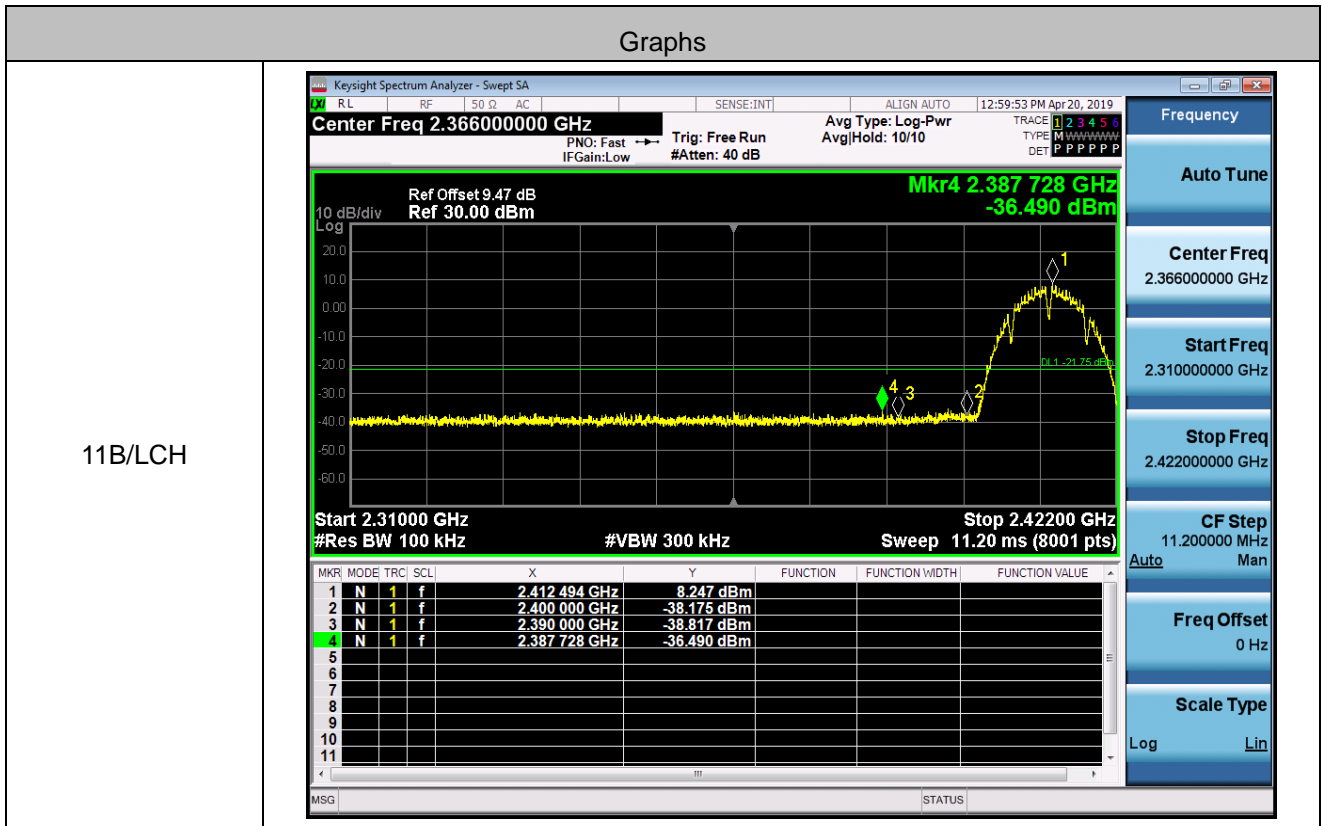 Graphs
11B/LCH
Keysight Spectrum Analyzer - Swept SA
LXI RL RF 50 Ω AC SENSE:INT ALIGN AUTO 12:59:53 PM Apr 20, 2019
Center Freq 2.366000000 GHz
PNO: Fast
IFGain:Low
Trig: Free Run
#Atten: 40 dB
Avg Type: Log-Pwr
Avg|Hold: 10/10
TRACE 1 2 3 4 5 6
TYPE M WWWWW
DET P P P P P P
Ref Offset 9.47 dB
10 dB/div Ref 30.00 dBm
Log
Mkr4 2.387 728 GHz
-36.490 dBm
20.0
10.0
0.00
-10.0
-20.0
-30.0
-40.0
-50.0
-60.0
1
DL1 -21.75 dBm
4 3 2
Start 2.31000 GHz Stop 2.42200 GHz
#Res BW 100 kHz #VBW 300 kHz Sweep 11.20 ms (8001 pts)
MKR MODE TRC SCL X Y FUNCTION FUNCTION WIDTH FUNCTION VALUE
1 N 1 f 2.412 494 GHz 8.247 dBm
2 N 1 f 2.400 000 GHz -38.175 dBm
3 N 1 f 2.390 000 GHz -38.817 dBm
4 N 1 f 2.387 728 GHz -36.490 dBm
5
6
7
8
9
10
11
MSG STATUS
Frequency
Auto Tune
Center Freq
2.366000000 GHz
Start Freq
2.310000000 GHz
Stop Freq
2.422000000 GHz
CF Step
11.200000 MHz
Auto Man
Freq Offset
0 Hz
Scale Type
Log Lin